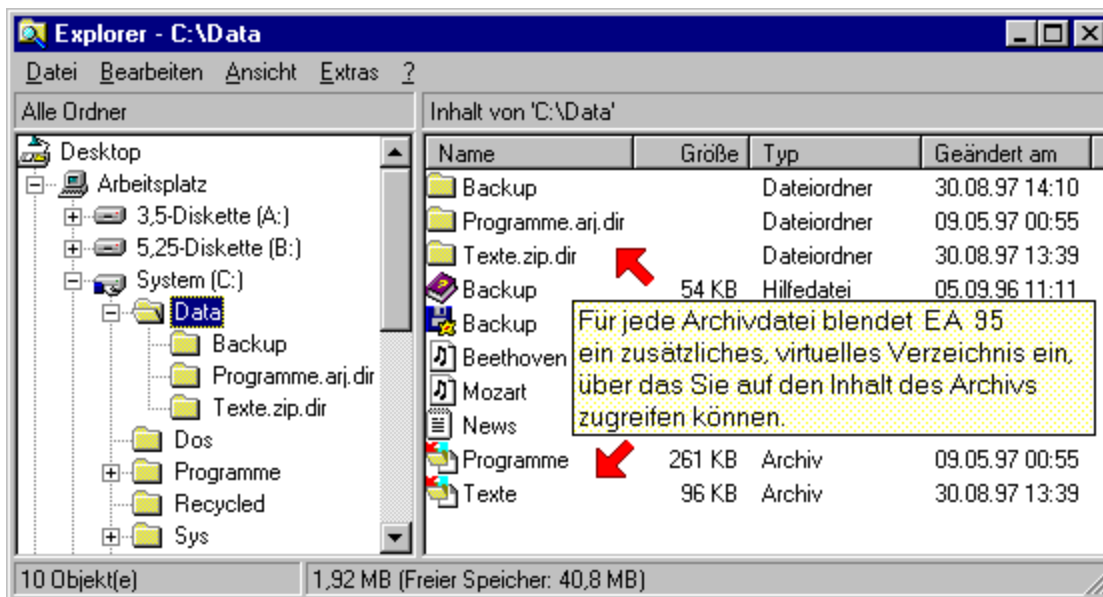 Explorer - C:\Data
Datei Bearbeiten Ansicht Extras ?
Alle Ordner
Inhalt von 'C:\Data'
Desktop
Arbeitsplatz
3,5-Diskette (A:)
5,25-Diskette (B:)
System (C:)
Data
Backup
Programme.arj.dir
Texte.zip.dir
Dos
Programme
Recycled
Sys
Name Größe Typ Geändert am
Backup Dateiordner 30.08.97 14:10
Programme.arj.dir Dateiordner 09.05.97 00:55
Texte.zip.dir Dateiordner 30.08.97 13:39
Backup 54 KB Hilfedatei 05.09.96 11:11
Backup
Beethoven
Mozart
News
Für jede Archivdatei blendet EA 95
ein zusätzliches, virtuelles Verzeichnis ein,
über das Sie auf den Inhalt des Archivs
zugreifen können.
Programme 261 KB Archiv 09.05.97 00:55
Texte 96 KB Archiv 30.08.97 13:39
10 Objekt(e)
1,92 MB (Freier Speicher: 40,8 MB)